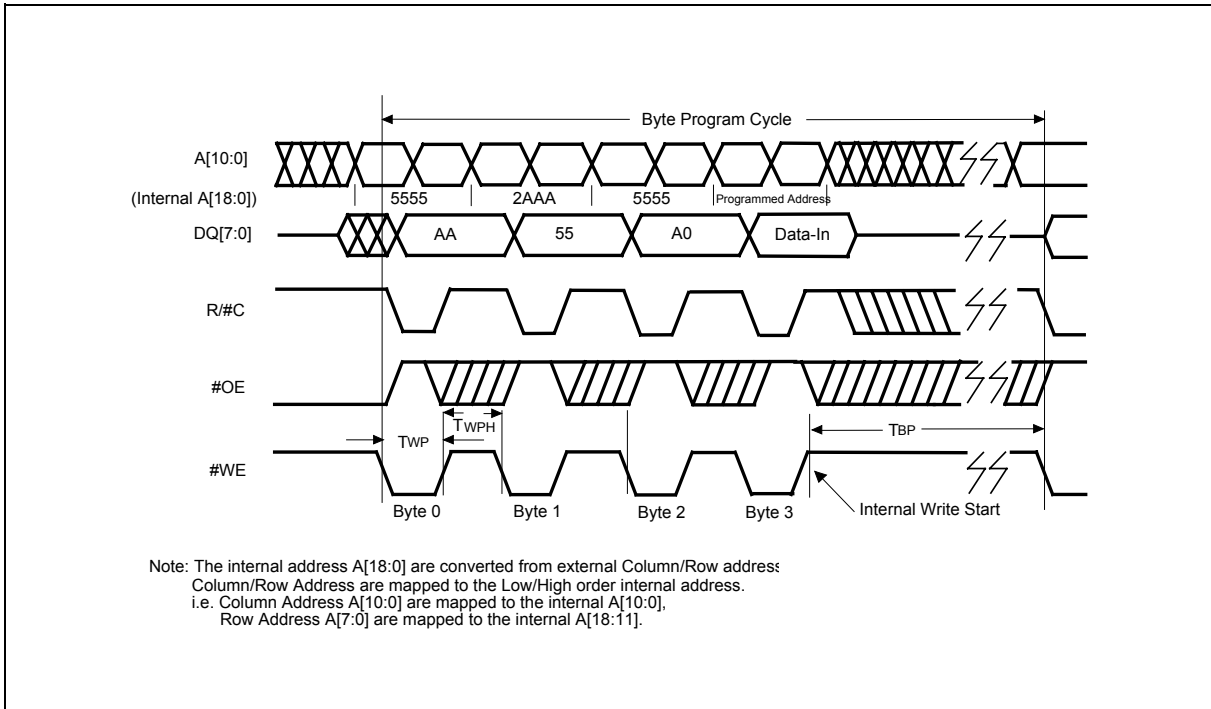 Byte Program Cycle
A[10:0]
(Internal A[18:0])
5555 2AAA 5555 Programmed Address
DQ[7:0]
AA 55 A0 Data-In
R/#C
#OE
TWP TWPH TBP
#WE
Byte 0 Byte 1 Byte 2 Byte 3 Internal Write Start
Note: The internal address A[18:0] are converted from external Column/Row address
Column/Row Address are mapped to the Low/High order internal address.
i.e. Column Address A[10:0] are mapped to the internal A[10:0],
Row Address A[7:0] are mapped to the internal A[18:11].